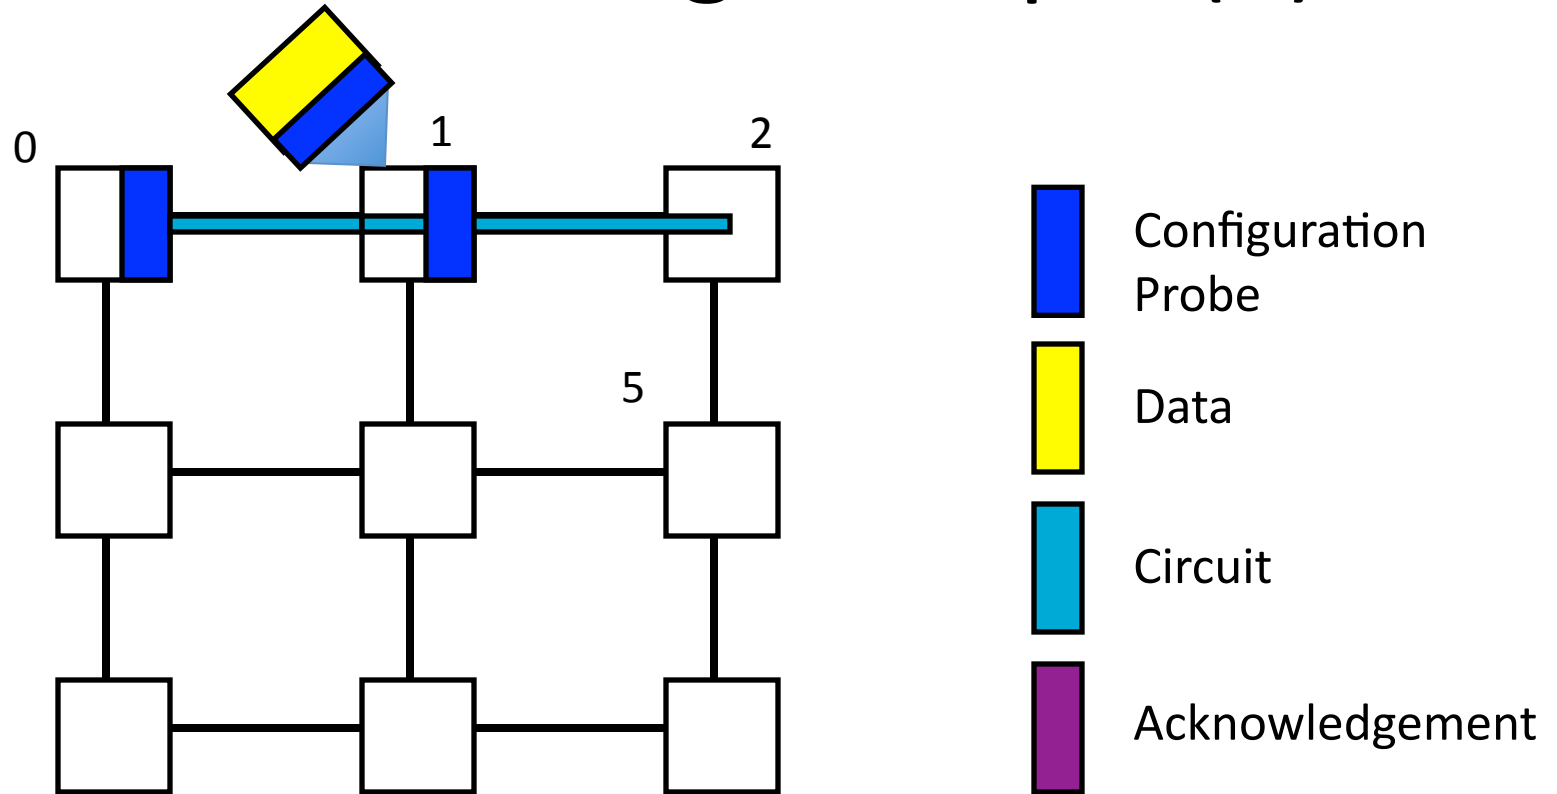 0
1
2
5
Configuration
Probe
Data
Circuit
Acknowledgement